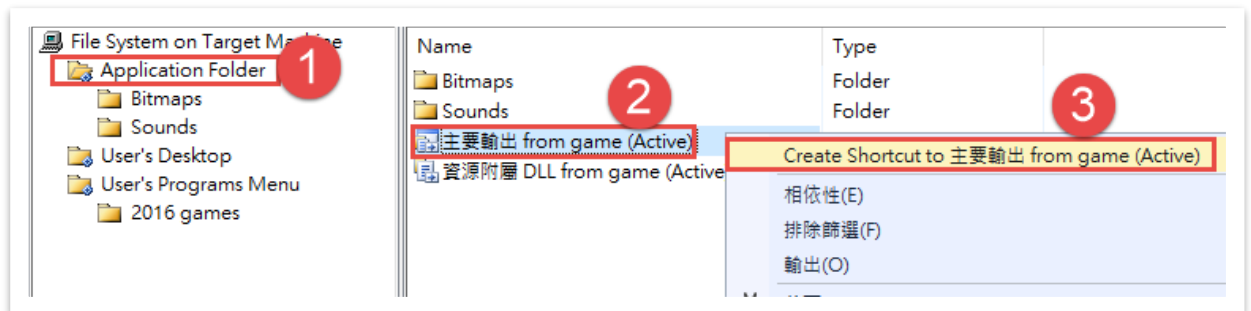 File System on Target Machine
Application Folder
1
Bitmaps
Sounds
User's Desktop
User's Programs Menu
2016 games
Name Type
Bitmaps Folder
2
Sounds Folder
3
主要輸出 from game (Active)
Create Shortcut to 主要輸出 from game (Active)
資源附屬 DLL from game (Active
相依性(E)
排除篩選(F)
輸出(O)